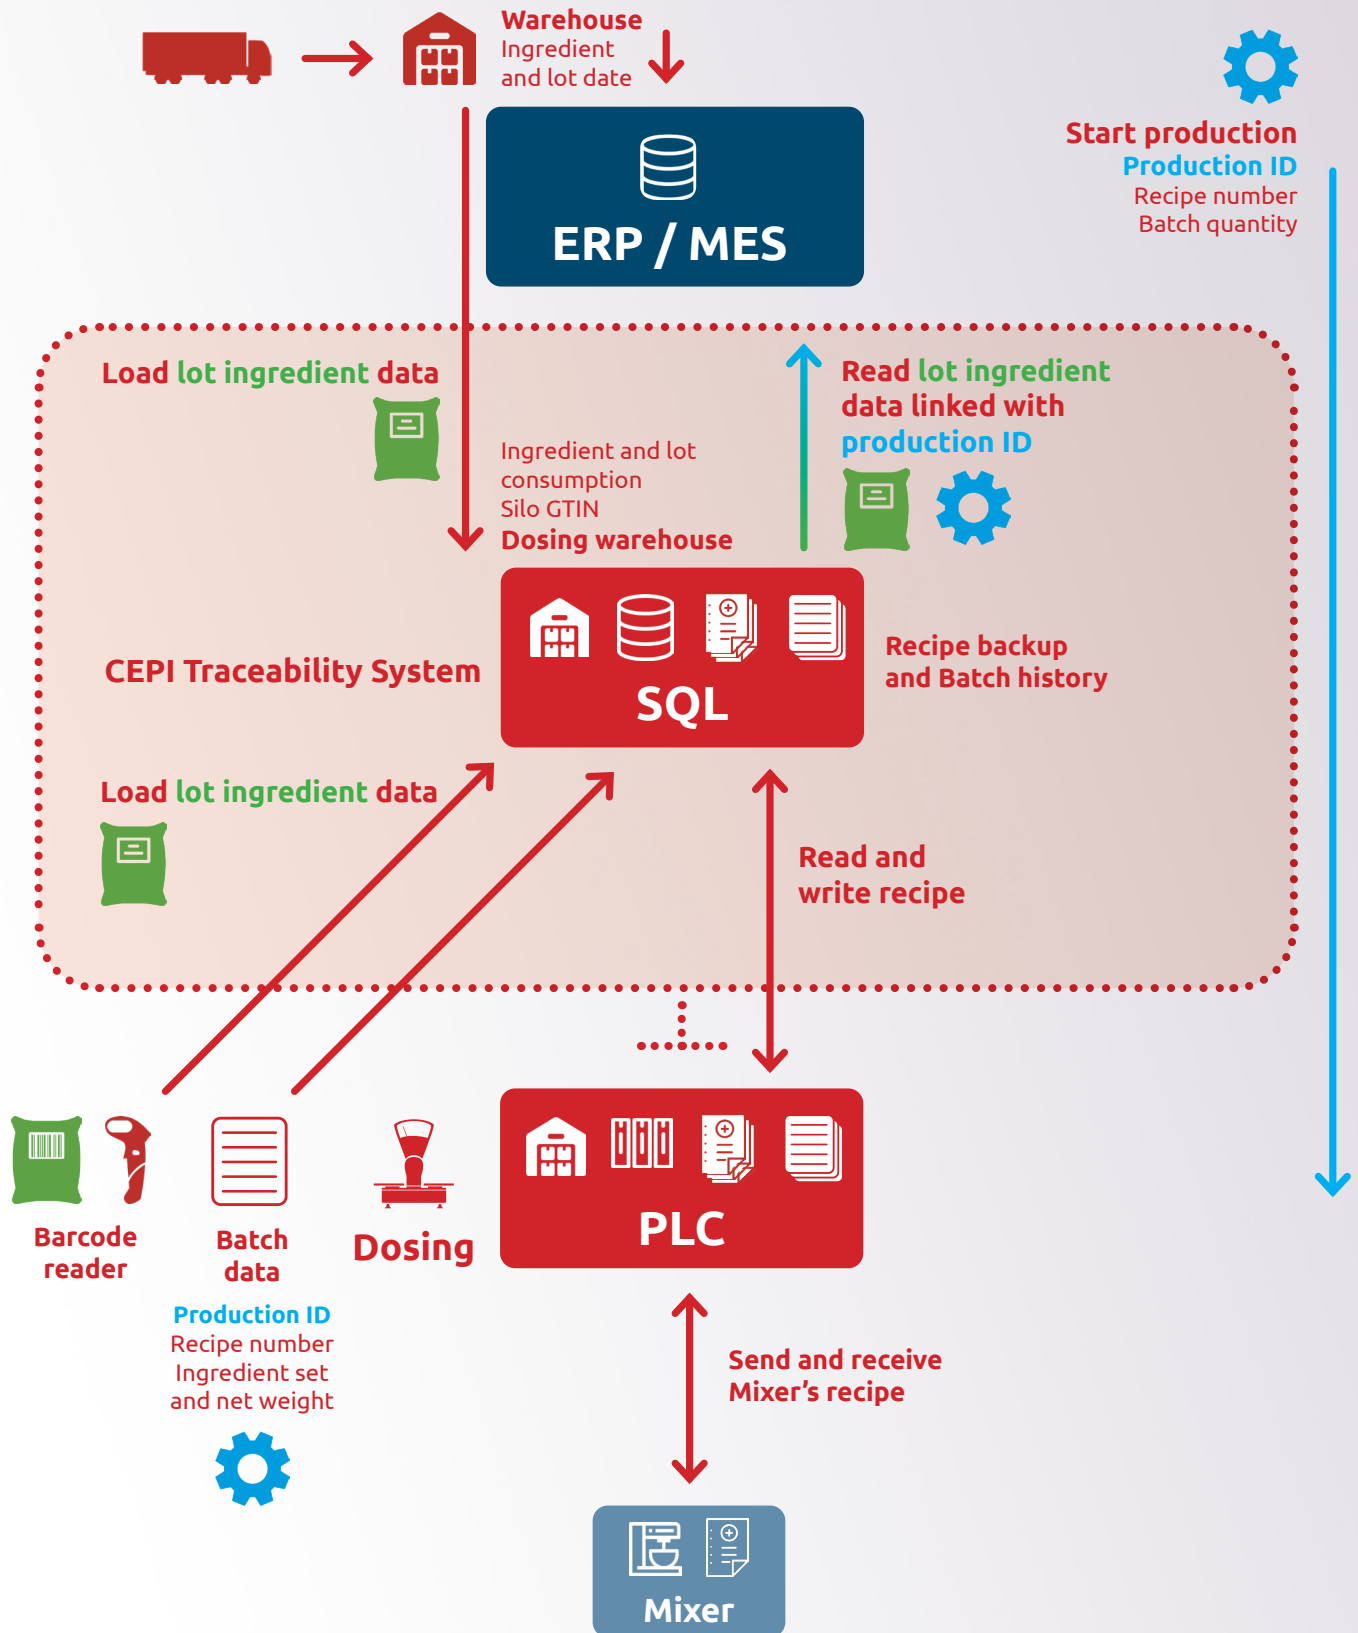 Warehouse
Ingredient
and lot date
ERP / MES
Start production
Production ID
Recipe number
Batch quantity
Load lot ingredient data
Ingredient and lot
consumption
Silo GTIN
Dosing warehouse
Read lot ingredient
data linked with
production ID
CEPI Traceability System
SQL
Recipe backup
and Batch history
Load lot ingredient data
Read and
write recipe
Barcode
reader
Batch
data
Production ID
Recipe number
Ingredient set
and net weight
Dosing
PLC
Send and receive
Mixer’s recipe
Mixer